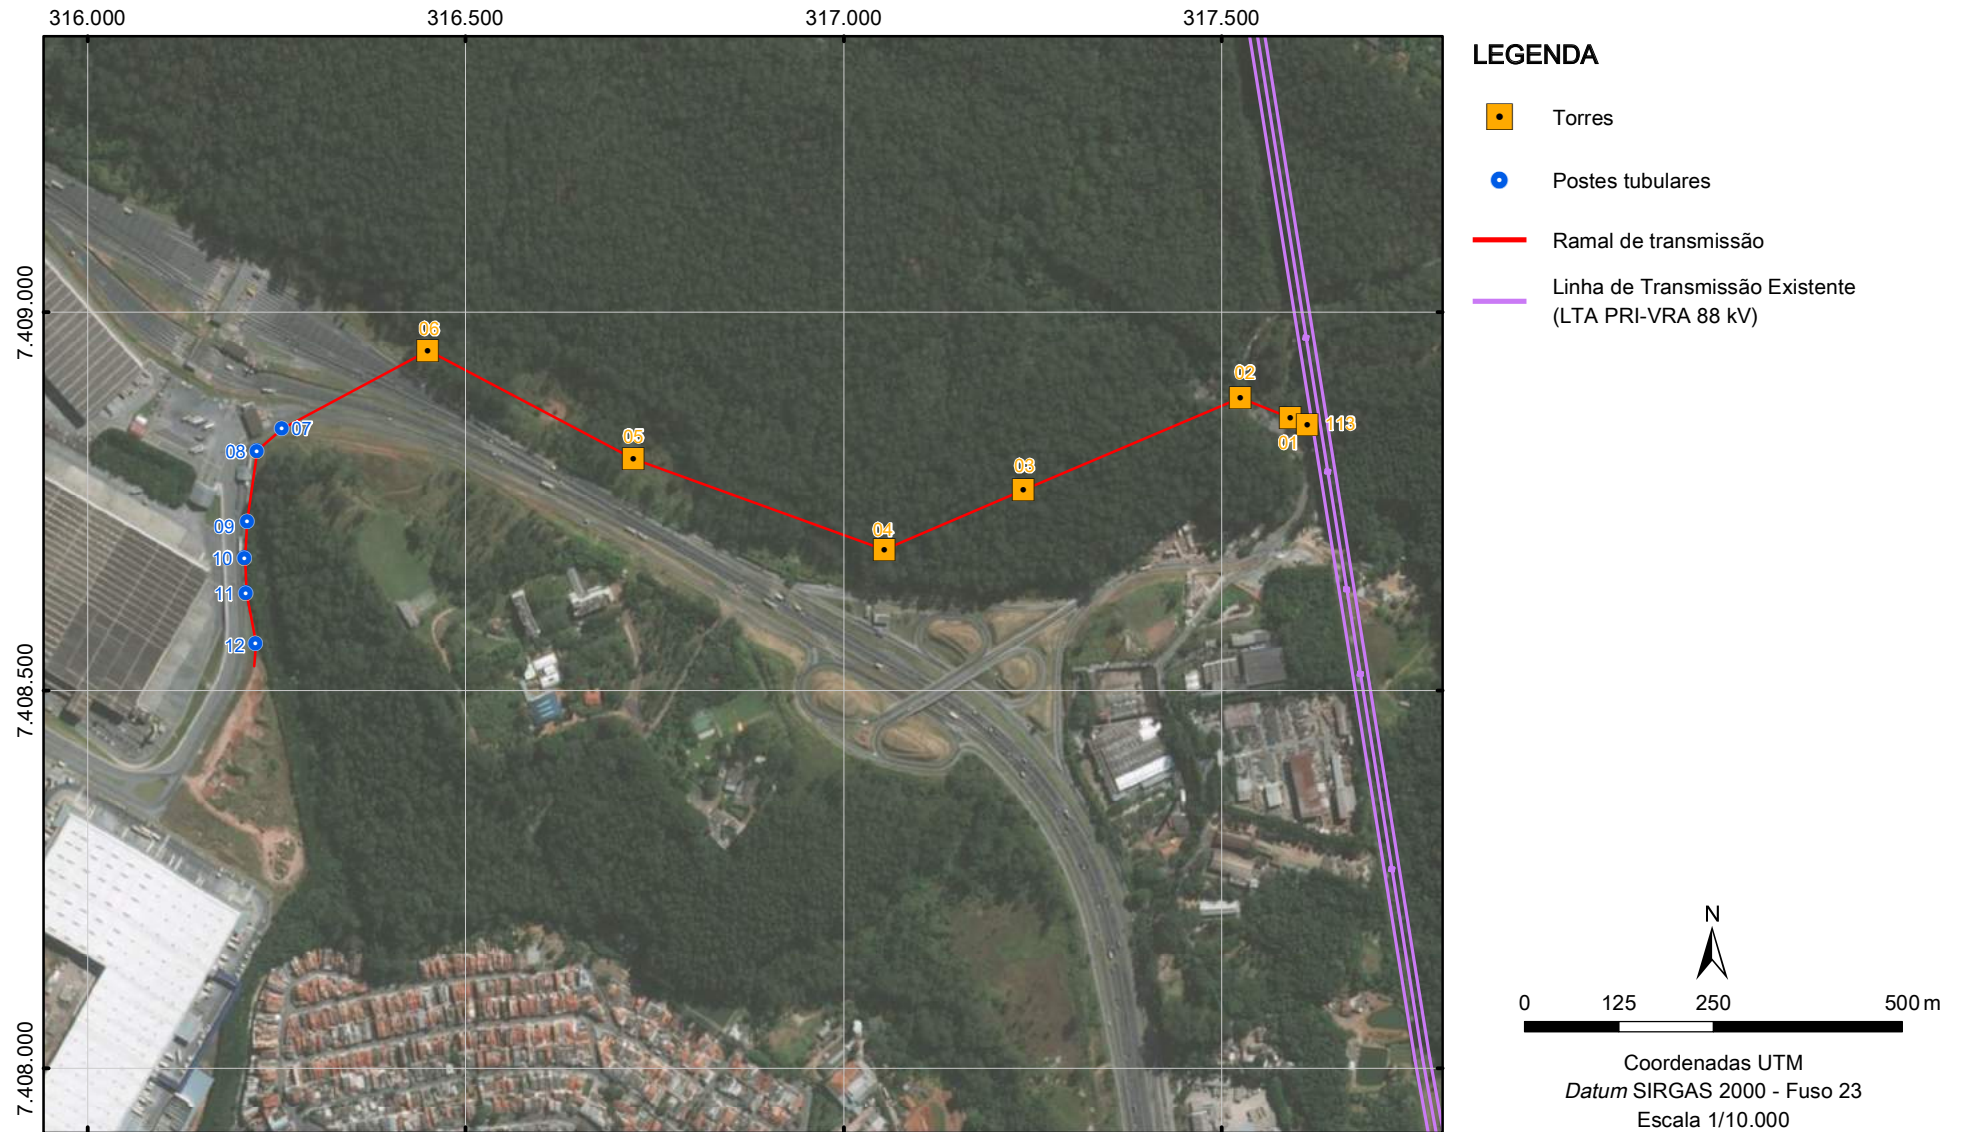 316.000 316.500 317.000 317.500
7.409.000
7.408.500
7.408.000
06
07
08
09
10
11
12
05
04
03
02
01
113
LEGENDA
Torres
Postes tubulares
Ramal de transmissão
Linha de Transmissão Existente
(LTA PRI-VRA 88 kV)
N
0 125 250 500 m
Coordenadas UTM
Datum SIRGAS 2000 - Fuso 23
Escala 1/10.000